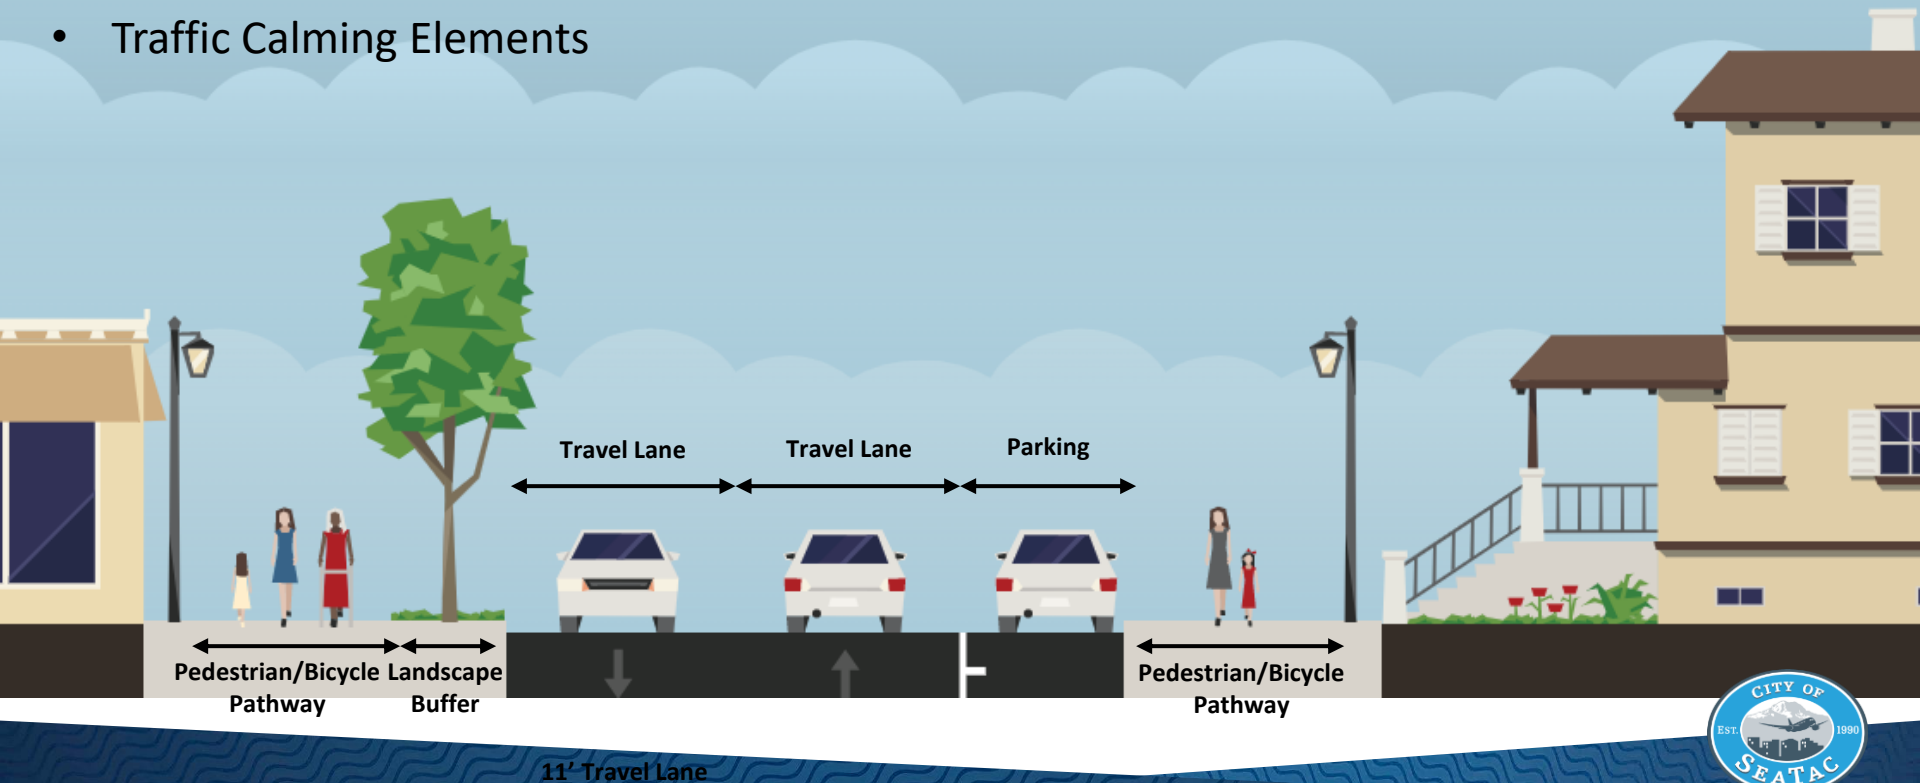 • Traffic Calming Elements
Travel Lane
Travel Lane
Parking
Pedestrian/Bicycle
Pathway
Landscape
Buffer
Pedestrian/Bicycle
Pathway
11’ Travel Lane
CITY OF
EST.
1990
SEATAC